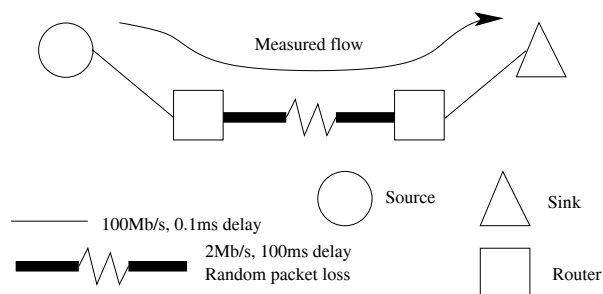 Measured flow
Source
Sink
100Mb/s, 0.1ms delay
2Mb/s, 100ms delay
Random packet loss
Router